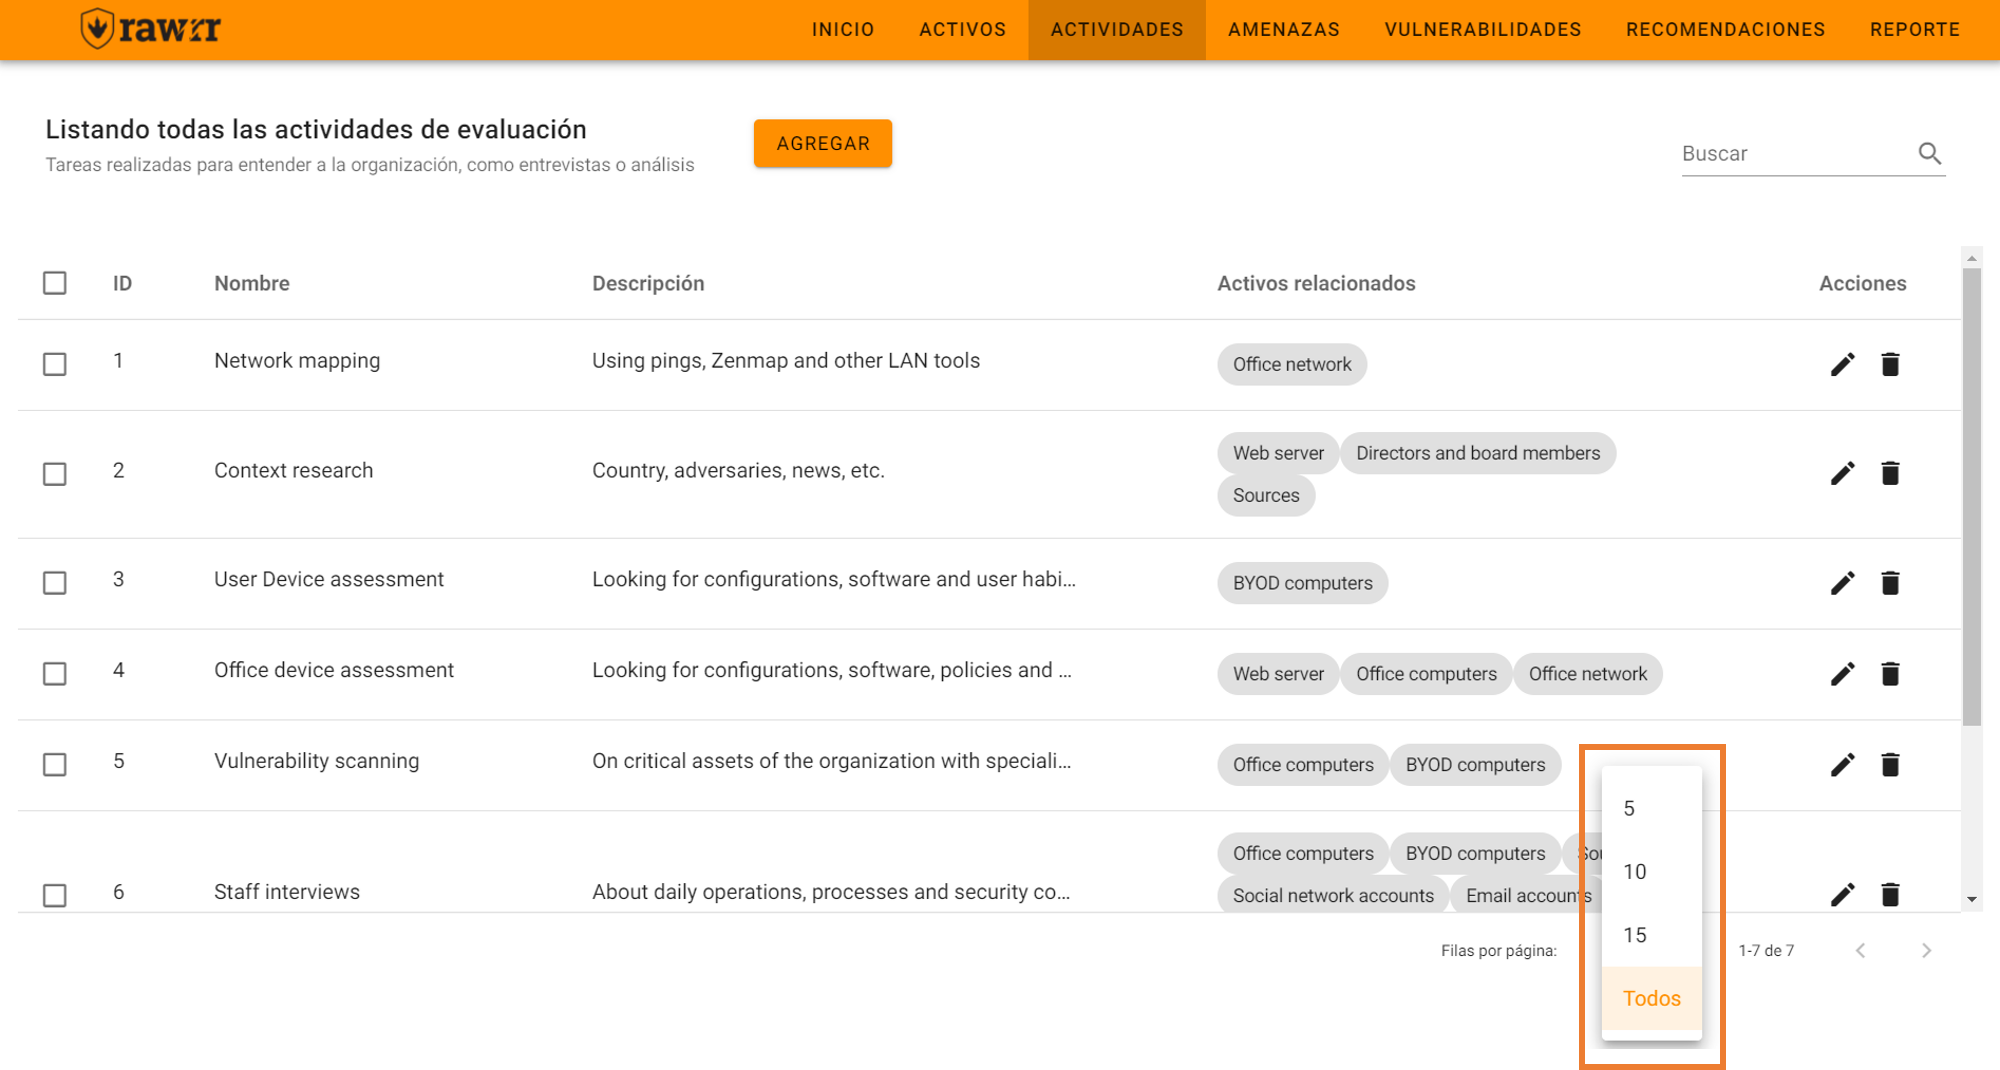 rawrr
INICIO ACTIVOS ACTIVIDADES AMENAZAS VULNERABILIDADES RECOMENDACIONES REPORTE
Listando todas las actividades de evaluación
Tareas realizadas para entender a la organización, como entrevistas o análisis
AGREGAR
Buscar
ID Nombre Descripción Activos relacionados Acciones
1 Network mapping Using pings, Zenmap and other LAN tools Office network
2 Context research Country, adversaries, news, etc. Web server Directors and board members
Sources
3 User Device assessment Looking for configurations, software and user habi... BYOD computers
4 Office device assessment Looking for configurations, software, policies and ... Web server Office computers Office network
5 Vulnerability scanning On critical assets of the organization with speciali... Office computers BYOD computers
6 Staff interviews About daily operations, processes and security co... Office computers BYOD computers
Social network accounts Email accounts
5
10
15
Todos
Filas por página: 1-7 de 7